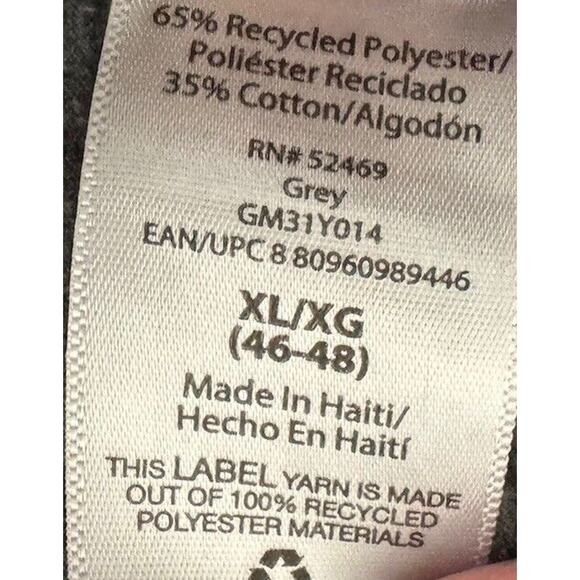 65% Recycled Polyester/
Poliéster Reciclado
35% Cotton/Algodón
RN# 52469
Grey
GM31Y014
EAN/UPC 8 80960989446
XL/XG
(46-48)
Made In Haiti/
Hecho En Haití
THIS LABEL YARN IS MADE
OUT OF 100% RECYCLED
POLYESTER MATERIALS